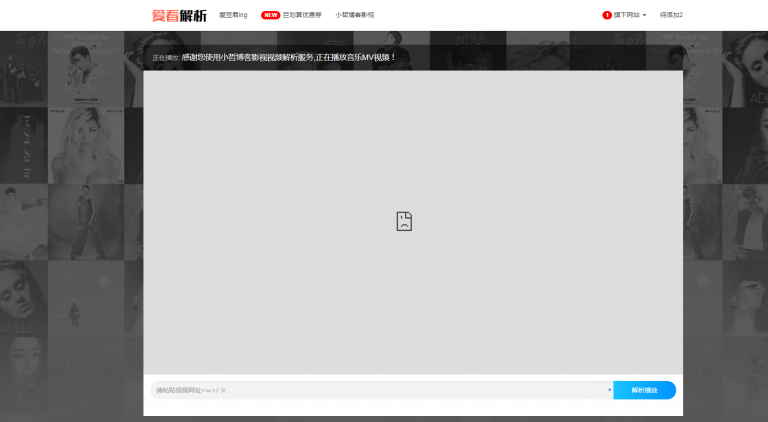 爱看解析 爱豆君ing NEW 巨划算优惠券 小哲博客影视 1 旗下网站 待添加2
正在播放: 感谢您使用小哲博客影视视频解析服务,正在播放音乐MV视频！
请粘贴视频网址>w</ ☆ 解析播放